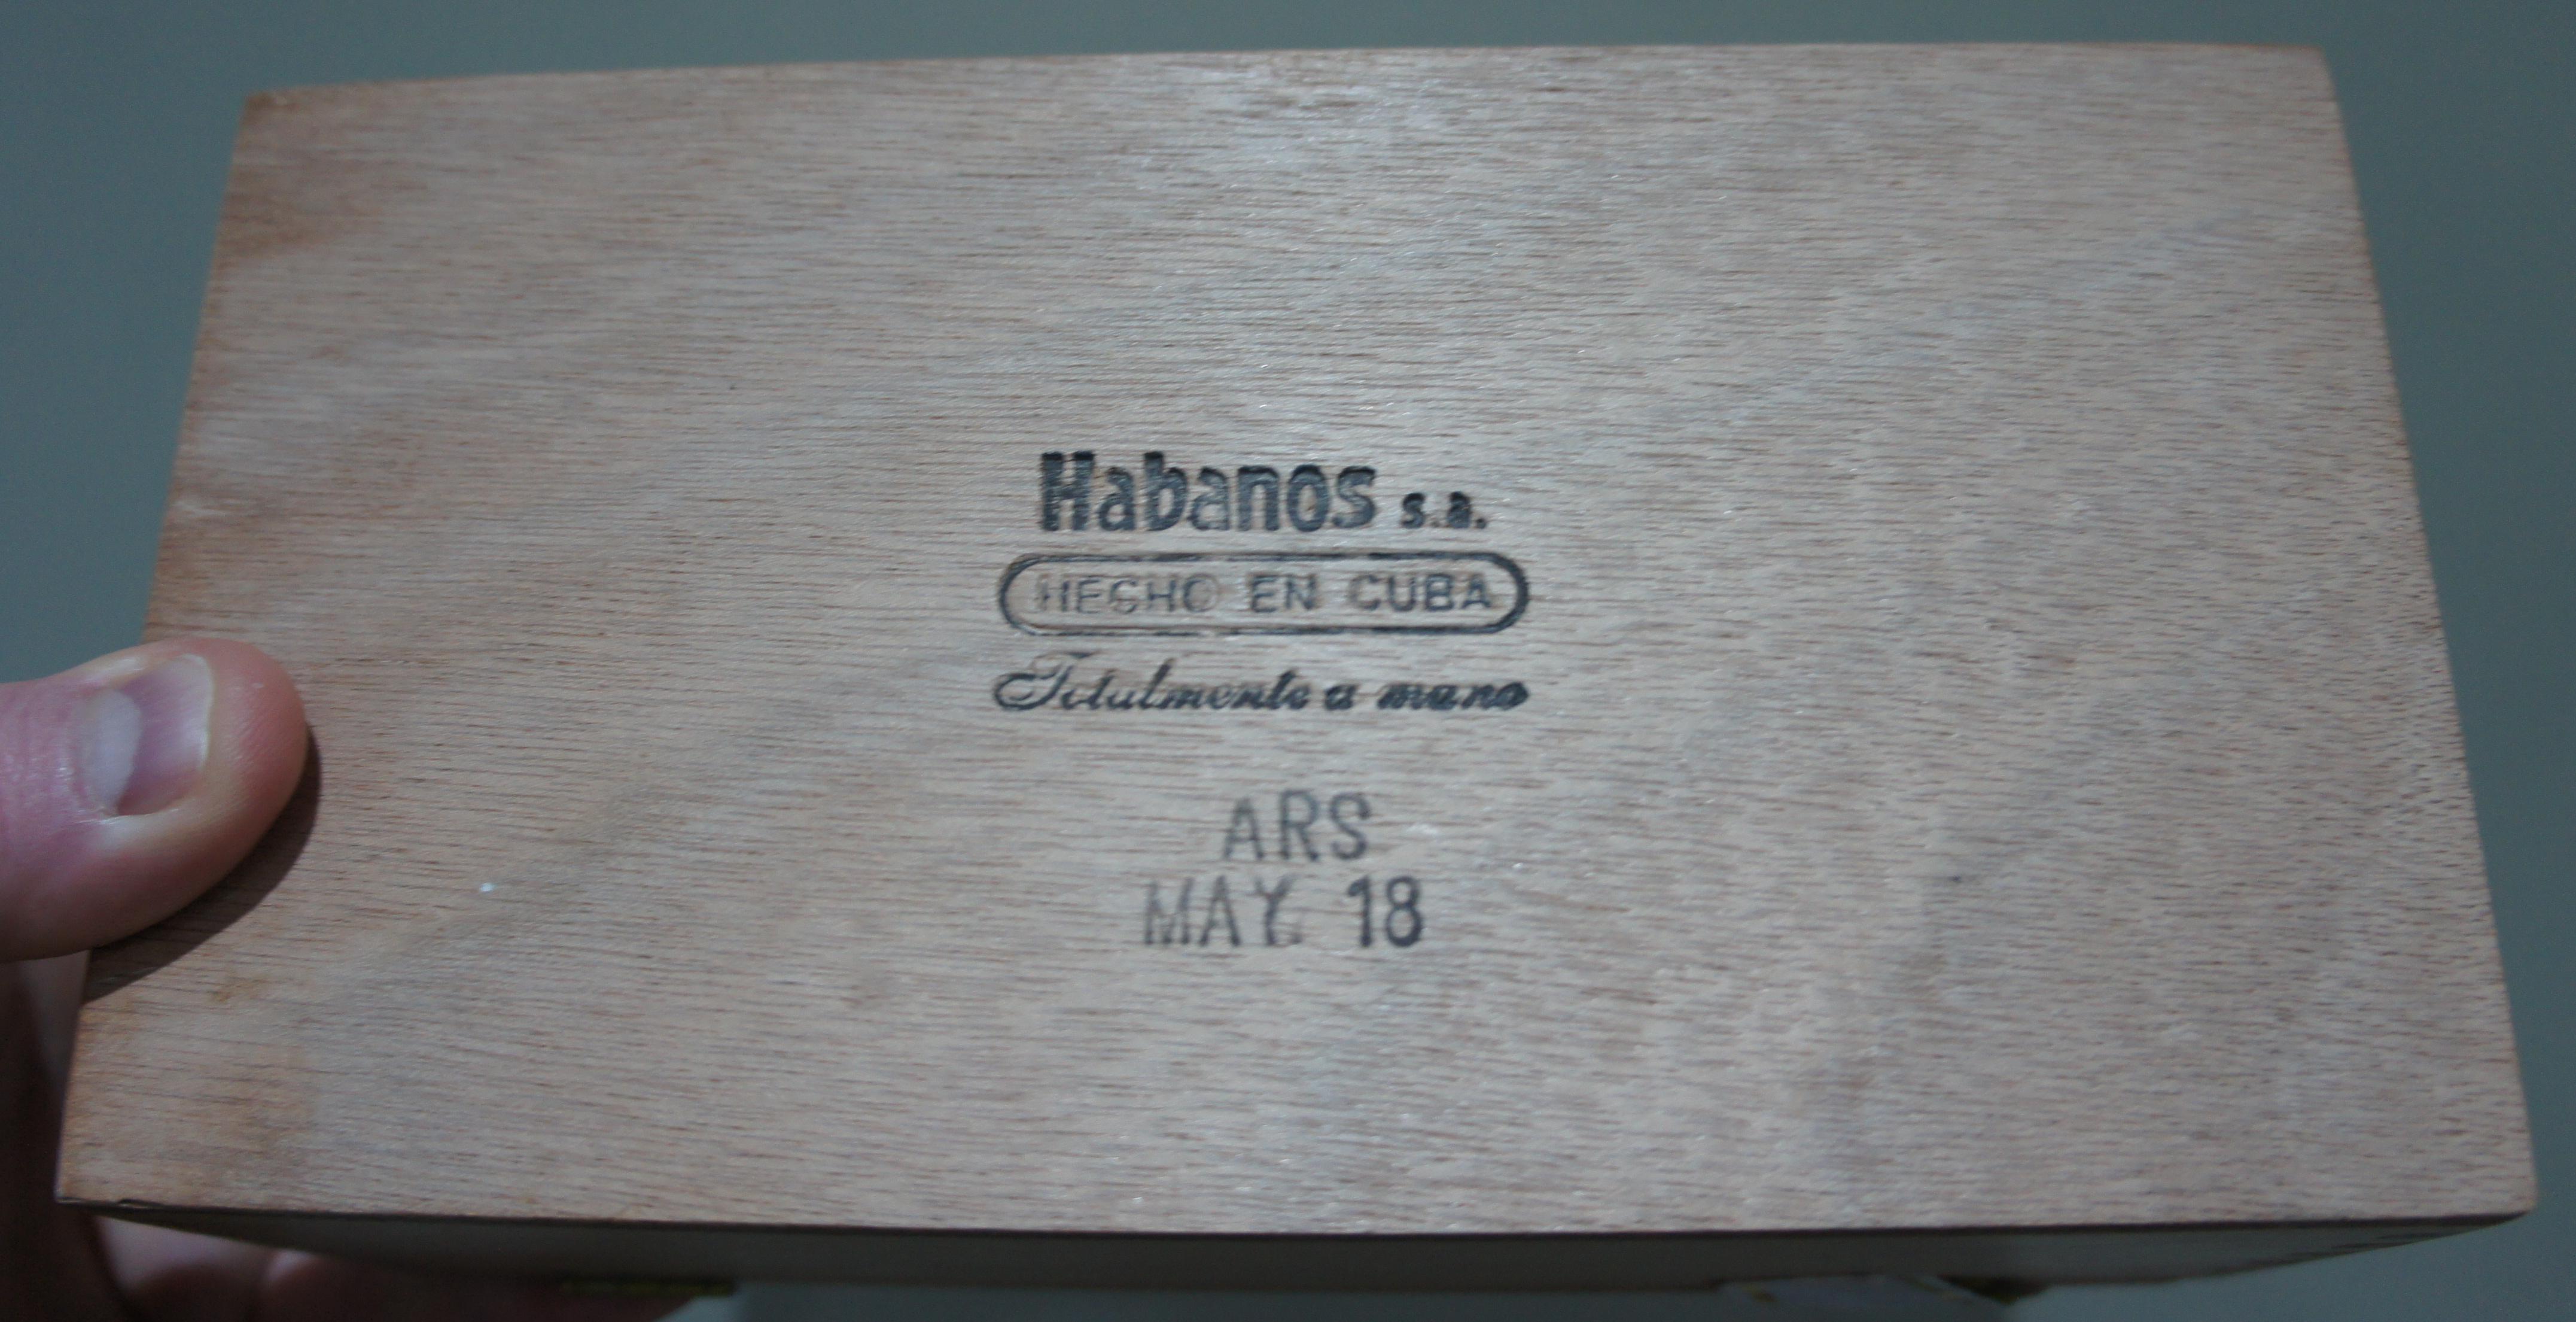 Habanos s.a.
HECHO EN CUBA
Totalmente a mano
ARS
MAY. 18